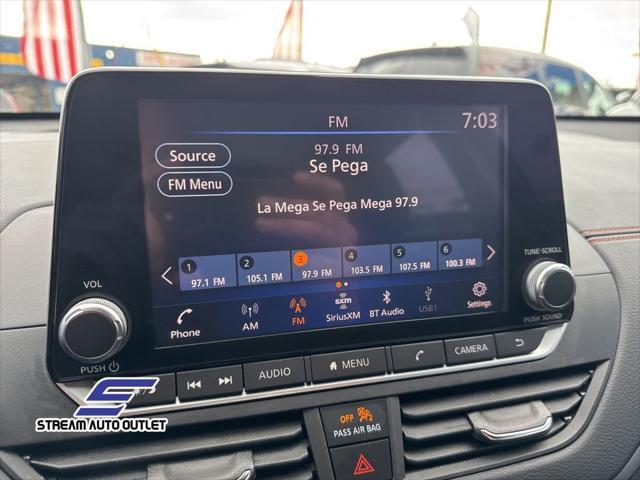 FM
7:03
Source
97.9 FM
Se Pega
FM Menu
La Mega Se Pega Mega 97.9
1 2 3 4 5 6
97.1 FM 105.1 FM 97.9 FM 103.5 FM 107.5 FM 100.3 FM
Phone AM FM SiriusXM BT Audio USB1 Settings
sxm
VOL
PUSH
TUNE·SCROLL
PUSH SOUND
AUDIO MENU CAMERA
STREAM AUTO OUTLET
OFF 2
PASS AIR BAG